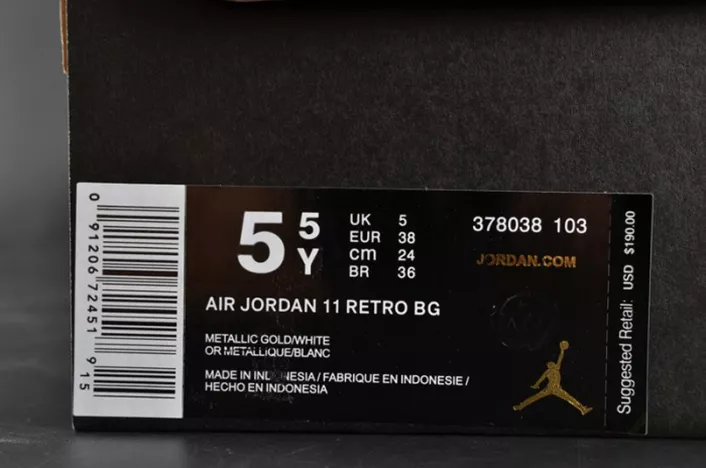 0 91206 72451 9 15
5 5 Y
UK 5
EUR 38
cm 24
BR 36
378038 103
JORDAN.COM
AIR JORDAN 11 RETRO BG
METALLIC GOLD/WHITE
OR METALLIQUE/BLANC
MADE IN INDONESIA / FABRIQUE EN INDONESIE /
HECHO EN INDONESIA
Suggested Retail: USD $190.00